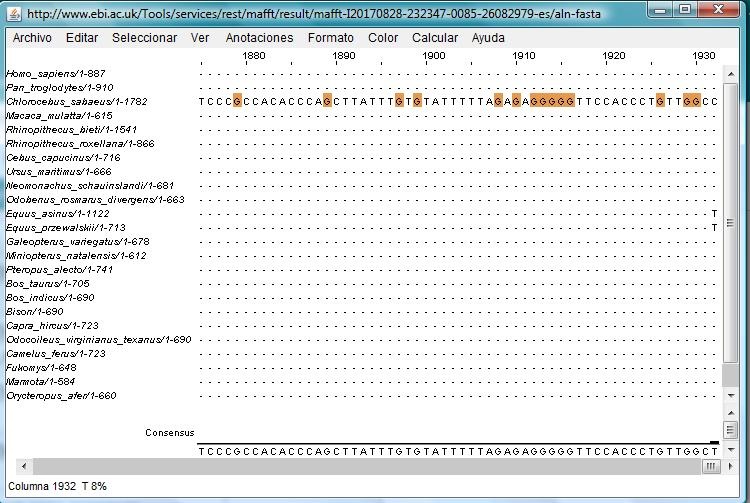 http://www.ebi.ac.uk/Tools/services/rest/mafft/result/mafft-I20170828-232347-0085-26082979-es/aln-fasta
Archivo Editar Seleccionar Ver Anotaciones Formato Color Calcular Ayuda
1880 1890 1900 1910 1920 1930
Homo_sapiens/1-887
Pan_troglodytes/1-910
Chlorocebus_sabaeus/1-1782 TCCCGCCACACCCAGCTTATTTGTGTATTTTTAGAGAGGGGGTTCCACCCTGTTGGCC
Macaca_mulatta/1-615
Rhinopithecus_bieti/1-1541
Rhinopithecus_roxellana/1-866
Cebus_capucinus/1-716
Ursus_maritimus/1-666
Neomonachus_schauinslandi/1-681
Odobenus_rosmarus_divergens/1-663
Equus_asinus/1-1122 T
Equus_przewalskii/1-713 T
Galeopterus_variegatus/1-678
Miniopterus_natalensis/1-612
Pteropus_alecto/1-741
Bos_taurus/1-705
Bos_indicus/1-690
Bison/1-690
Capra_hircus/1-723
Odocoileus_virginianus_texanus/1-690
Camelus_ferus/1-723
Fukomys/1-648
Marmota/1-584
Orycteropus_afer/1-660
Consensus
TCCCGCCACACCCAGCTTATTTGTGTATTTTTAGAGAGGGGGTTCCACCCTGTTGGCT
Columna 1932 T 8%